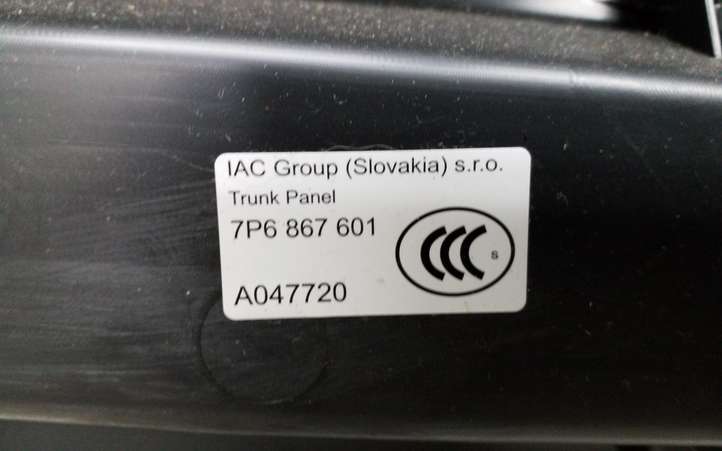 IAC Group (Slovakia) s.r.o.
Trunk Panel
7P6 867 601
CCC S
A047720